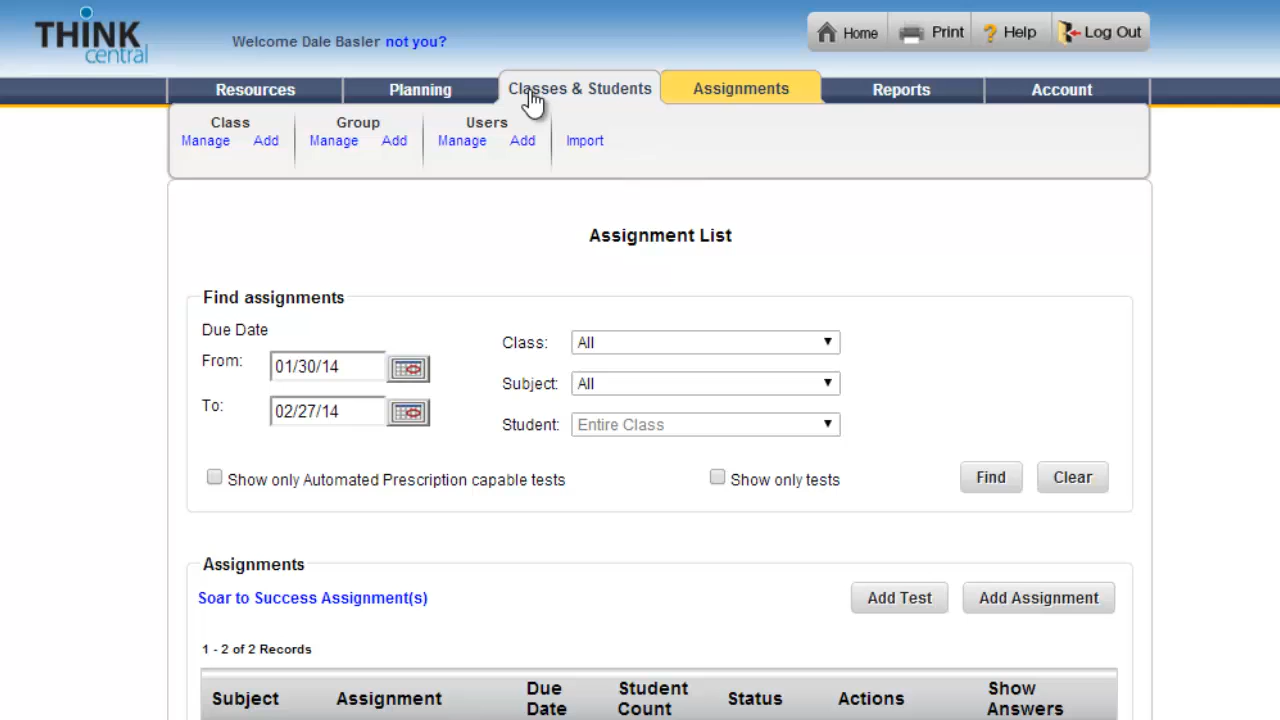 THINK
central
Welcome Dale Basler not you?
Home Print Help Log Out
Resources Planning Classes & Students Assignments Reports Account
Class Group Users
Manage Add Manage Add Manage Add Import
Assignment List
Find assignments
Due Date
From: 01/30/14
To: 02/27/14
Class: All
Subject: All
Student: Entire Class
Show only Automated Prescription capable tests
Show only tests
Find Clear
Assignments
Soar to Success Assignment(s)
Add Test Add Assignment
1 - 2 of 2 Records
Subject Assignment Due Date Student Count Status Actions Show Answers